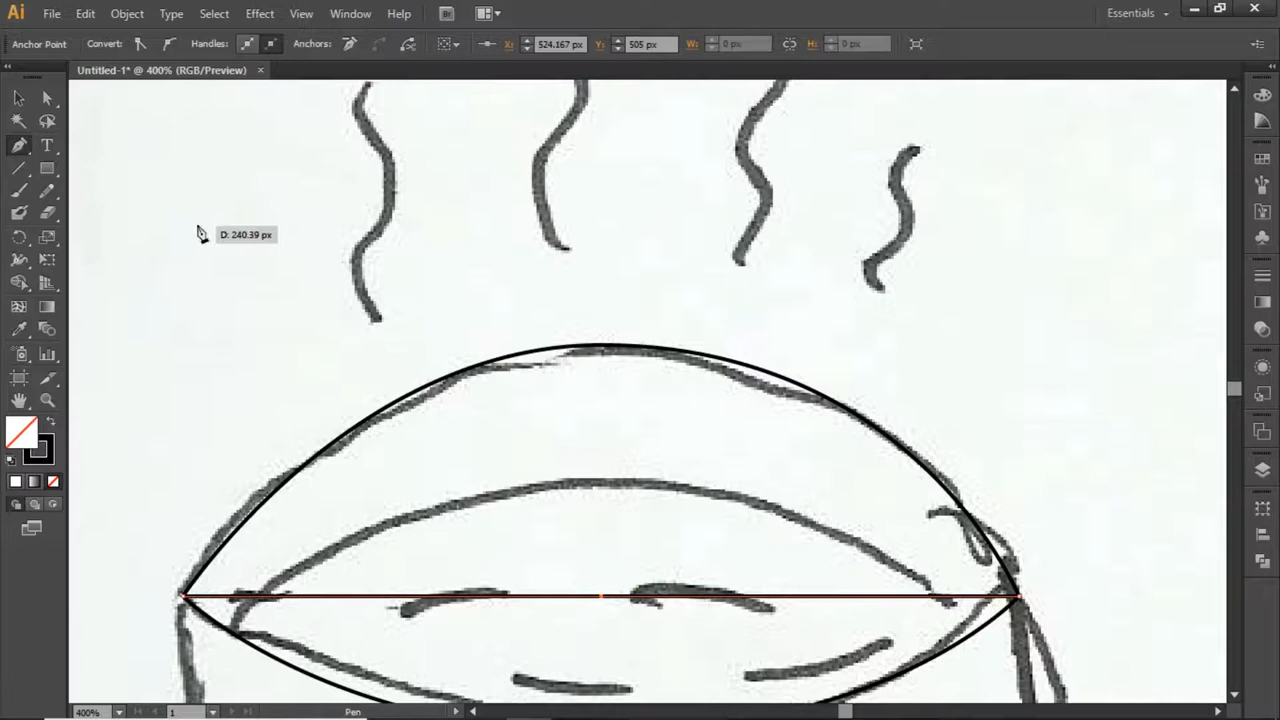 Ai File Edit Object Type Select Effect View Window Help Br Essentials
Anchor Point Convert: Handles: Anchors: X: 524.167 px Y: 505 px W: 0 px H: 0 px
Untitled-1* @ 400% (RGB/Preview) ×
D: 240.39 px
400% 1 Pen